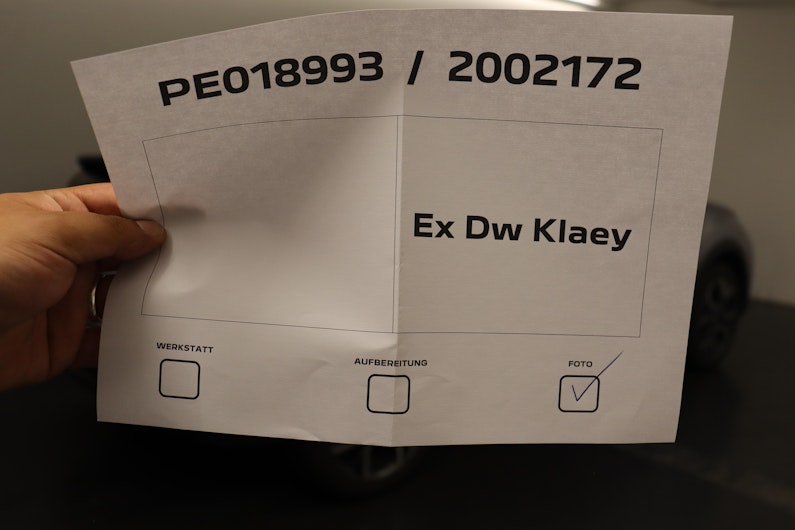 PE018993 / 2002172
Ex Dw Klaey
WERKSTATT
AUFBEREITUNG
FOTO